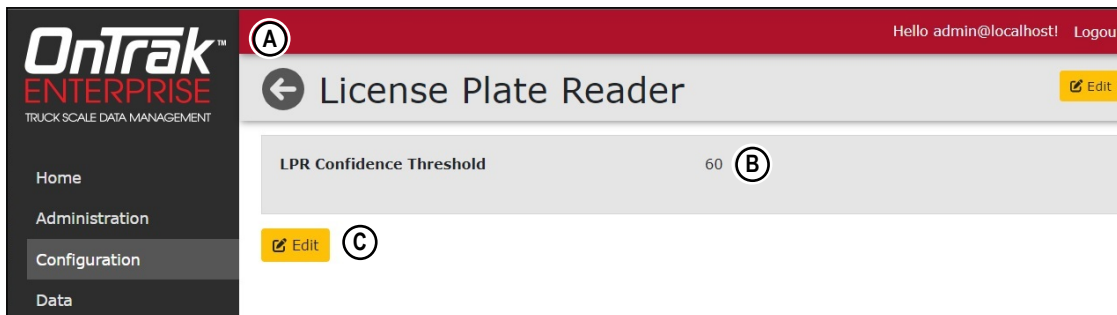 OnTrak™
ENTERPRISE
TRUCK SCALE DATA MANAGEMENT
Home
Administration
Configuration
Data
A
Hello admin@localhost! Logou
License Plate Reader
Edit
LPR Confidence Threshold 60 B
Edit C